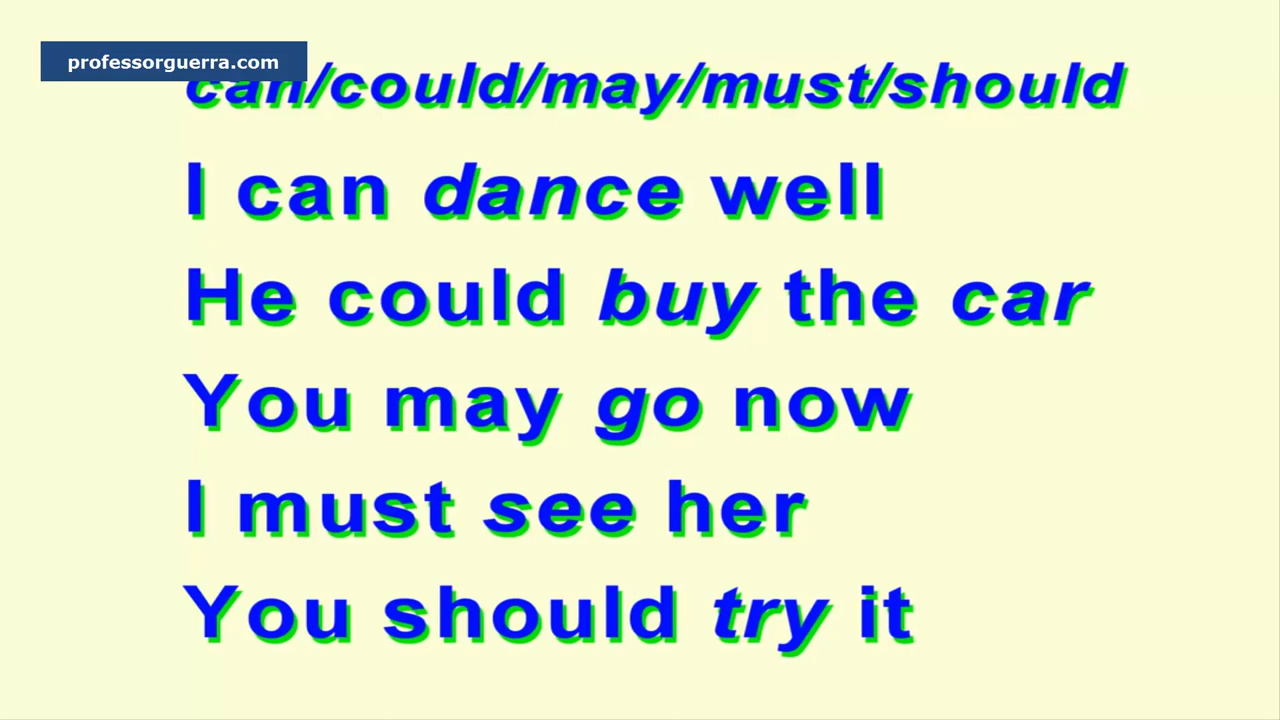 professorguerra.com
can/could/may/must/should
I can dance well
He could buy the car
You may go now
I must see her
You should try it